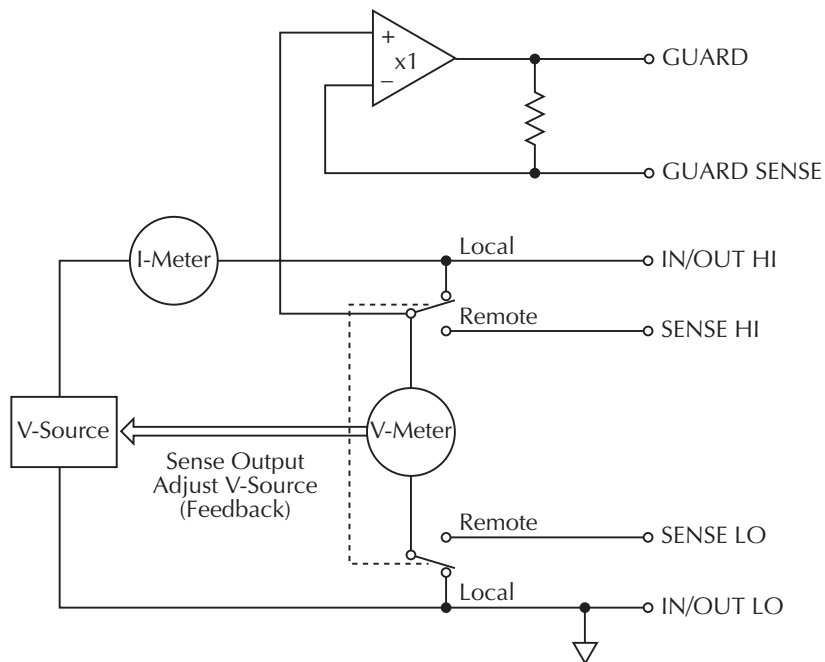 +
x1
−
GUARD
GUARD SENSE
I-Meter
Local
IN/OUT HI
Remote
SENSE HI
V-Source
V-Meter
Sense Output
Adjust V-Source
(Feedback)
Remote
SENSE LO
Local
IN/OUT LO